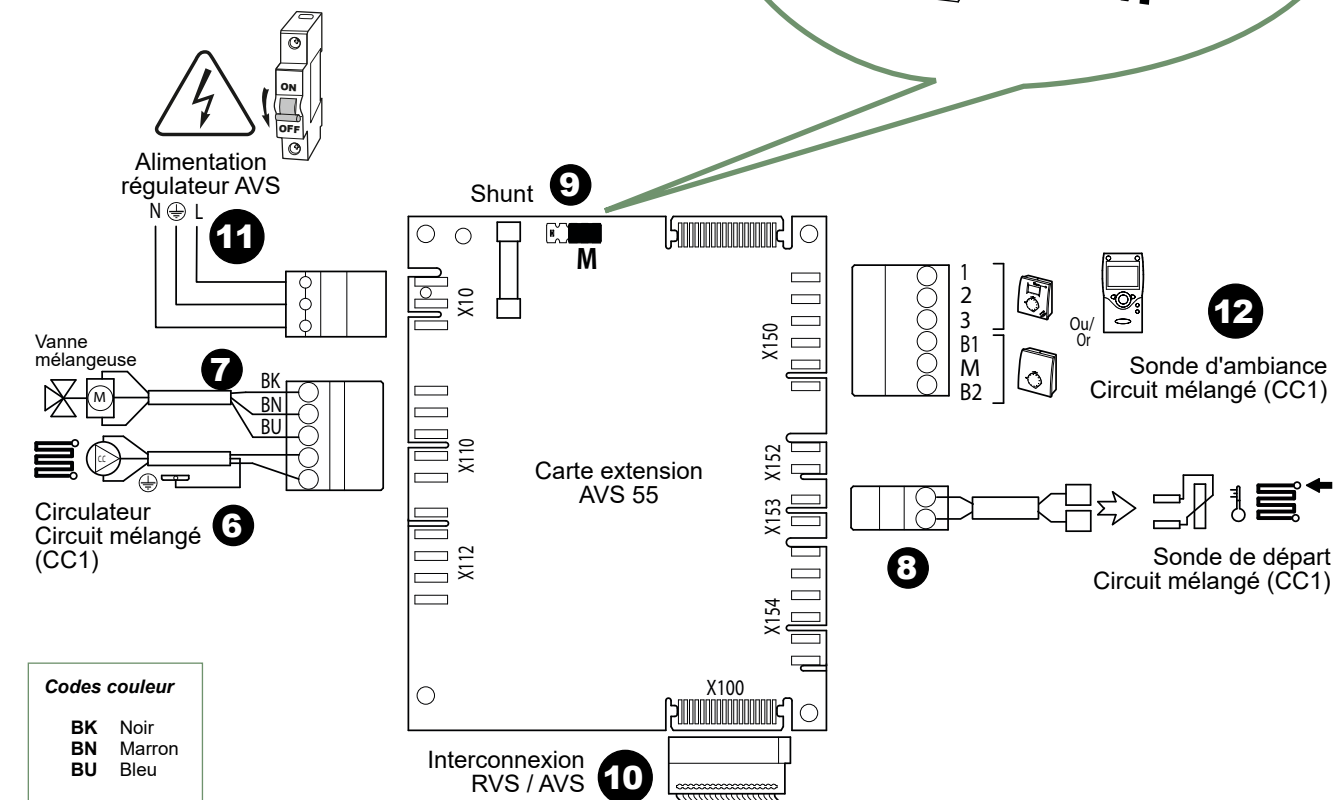 ON
OFF
Alimentation
régulateur AVS
N L
11
Shunt
9
M
X10
X110
X112
X150
X152
X153
X154
X100
Carte extension
AVS 55
Vanne
mélangeuse
7
M
BK
BN
BU
CC
Circulateur
Circuit mélangé
(CC1)
6
1
2
3
B1
M
B2
Ou/
Or
12
Sonde d'ambiance
Circuit mélangé (CC1)
8
Sonde de départ
Circuit mélangé (CC1)
Interconnexion
RVS / AVS
10
Codes couleur
BK Noir
BN Marron
BU Bleu